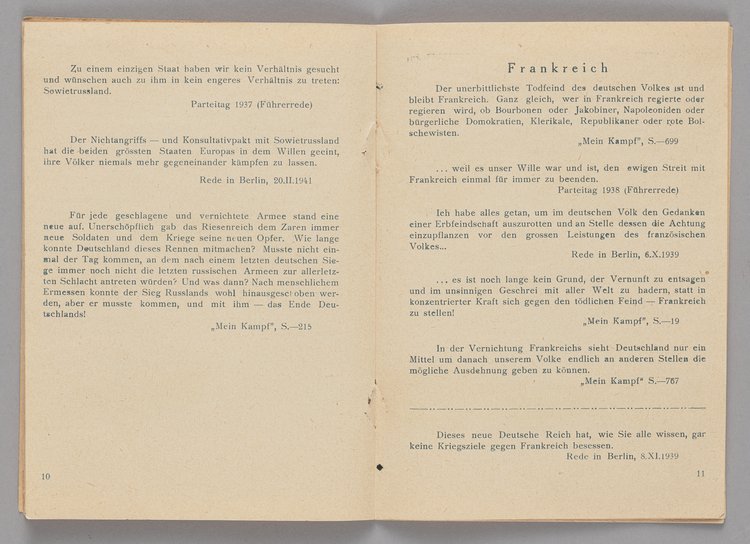 Zu einem einzigen Staat haben wir kein Verhältnis gesucht
und wünschen auch zu ihm in kein engeres Verhältnis zu treten:
Sowietrussland.
Parteitag 1937 (Führerrede)
Der Nichtangriffs — und Konsultativpakt mit Sowietrussland
hat die beiden grössten Staaten Europas in dem Willen geeint,
ihre Völker niemals mehr gegeneinander kämpfen zu lassen.
Rede in Berlin, 20.II.1941
Für jede geschlagene und vernichtete Armee stand eine
neue auf. Unerschöpflich gab das Riesenreich dem Zaren immer
neue Soldaten und dem Kriege seine neuen Opfer. Wie lange
konnte Deutschland dieses Rennen mitmachen? Musste nicht ein-
mal der Tag kommen, an dem nach einem letzten deutschen Sie-
ge immer noch nicht die letzten russischen Armeen zur allerletz-
ten Schlacht antreten würden? Und was dann? Nach menschlichem
Ermessen konnte der Sieg Russlands wohl hinausgeschoben wer-
den, aber er musste kommen, und mit ihm — das Ende Deu-
tschlands!
„Mein Kampf", S.—215
10
Frankreich
Der unerbittlichste Todfeind des deutschen Volkes ist und
bleibt Frankreich. Ganz gleich, wer in Frankreich regierte oder
regieren wird, ob Bourbonen oder Jakobiner, Napoleoniden oder
bürgerliche Domokratien, Klerikale, Republikaner oder rote Bol-
schewisten.
„Mein Kampf", S.—699
... weil es unser Wille war und ist, den ewigen Streit mit
Frankreich einmal für immer zu beenden.
Parteitag 1938 (Führerrede)
Ich habe alles getan, um im deutschen Volk den Gedanken
einer Erbfeindschaft auszurotten und an Stelle dessen die Achtung
einzupflanzen vor den grossen Leistungen des französischen
Volkes...
Rede in Berlin, 6.X.1939
... es ist noch lange kein Grund, der Vernunft zu entsagen
und im unsinnigen Geschrei mit aller Welt zu hadern, statt in
konzentrierter Kraft sich gegen den tödlichen Feind — Frankreich
zu stellen!
„Mein Kampf", S.—19
In der Vernichtung Frankreichs sieht Deutschland nur ein
Mittel um danach unserem Volke endlich an anderen Stellen die
mögliche Ausdehnung geben zu können.
„Mein Kampf" S.—767
Dieses neue Deutsche Reich hat, wie Sie alle wissen, gar
keine Kriegsziele gegen Frankreich besessen.
Rede in Berlin, 8.XI.1939
11